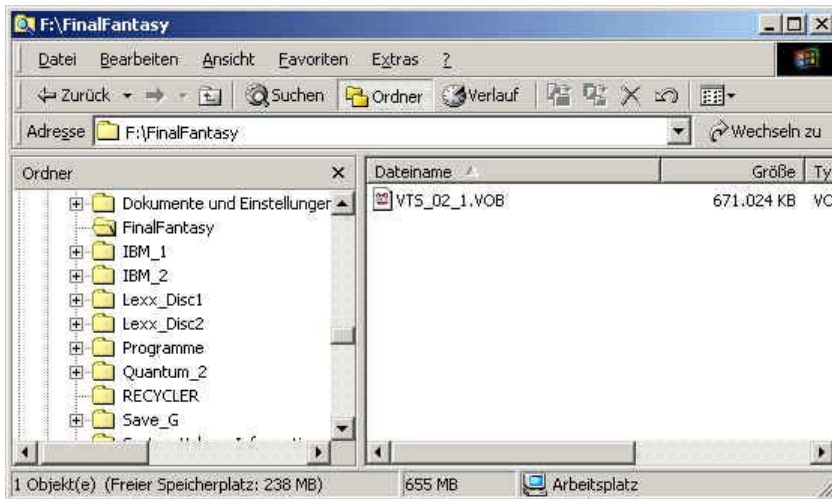 F:\FinalFantasy
Datei Bearbeiten Ansicht Favoriten Extras ?
Zurück Suchen Ordner Verlauf
Adresse F:\FinalFantasy Wechseln zu
Ordner
Dokumente und Einstellunger
FinalFantasy
IBM_1
IBM_2
Lexx_Disc1
Lexx_Disc2
Programme
Quantum_2
RECYCLER
Save_G
Dateiname Größe Ty
VTS_02_1.VOB 671.024 KB VO
1 Objekt(e) (Freier Speicherplatz: 238 MB) 655 MB Arbeitsplatz